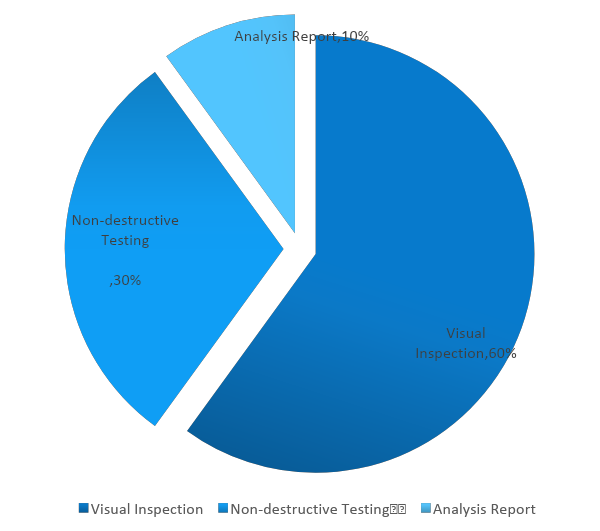 Analysis Report,10%
Non-destructive
Testing
,30%
Visual
Inspection,60%
Visual Inspection
Non-destructive Testing
Analysis Report